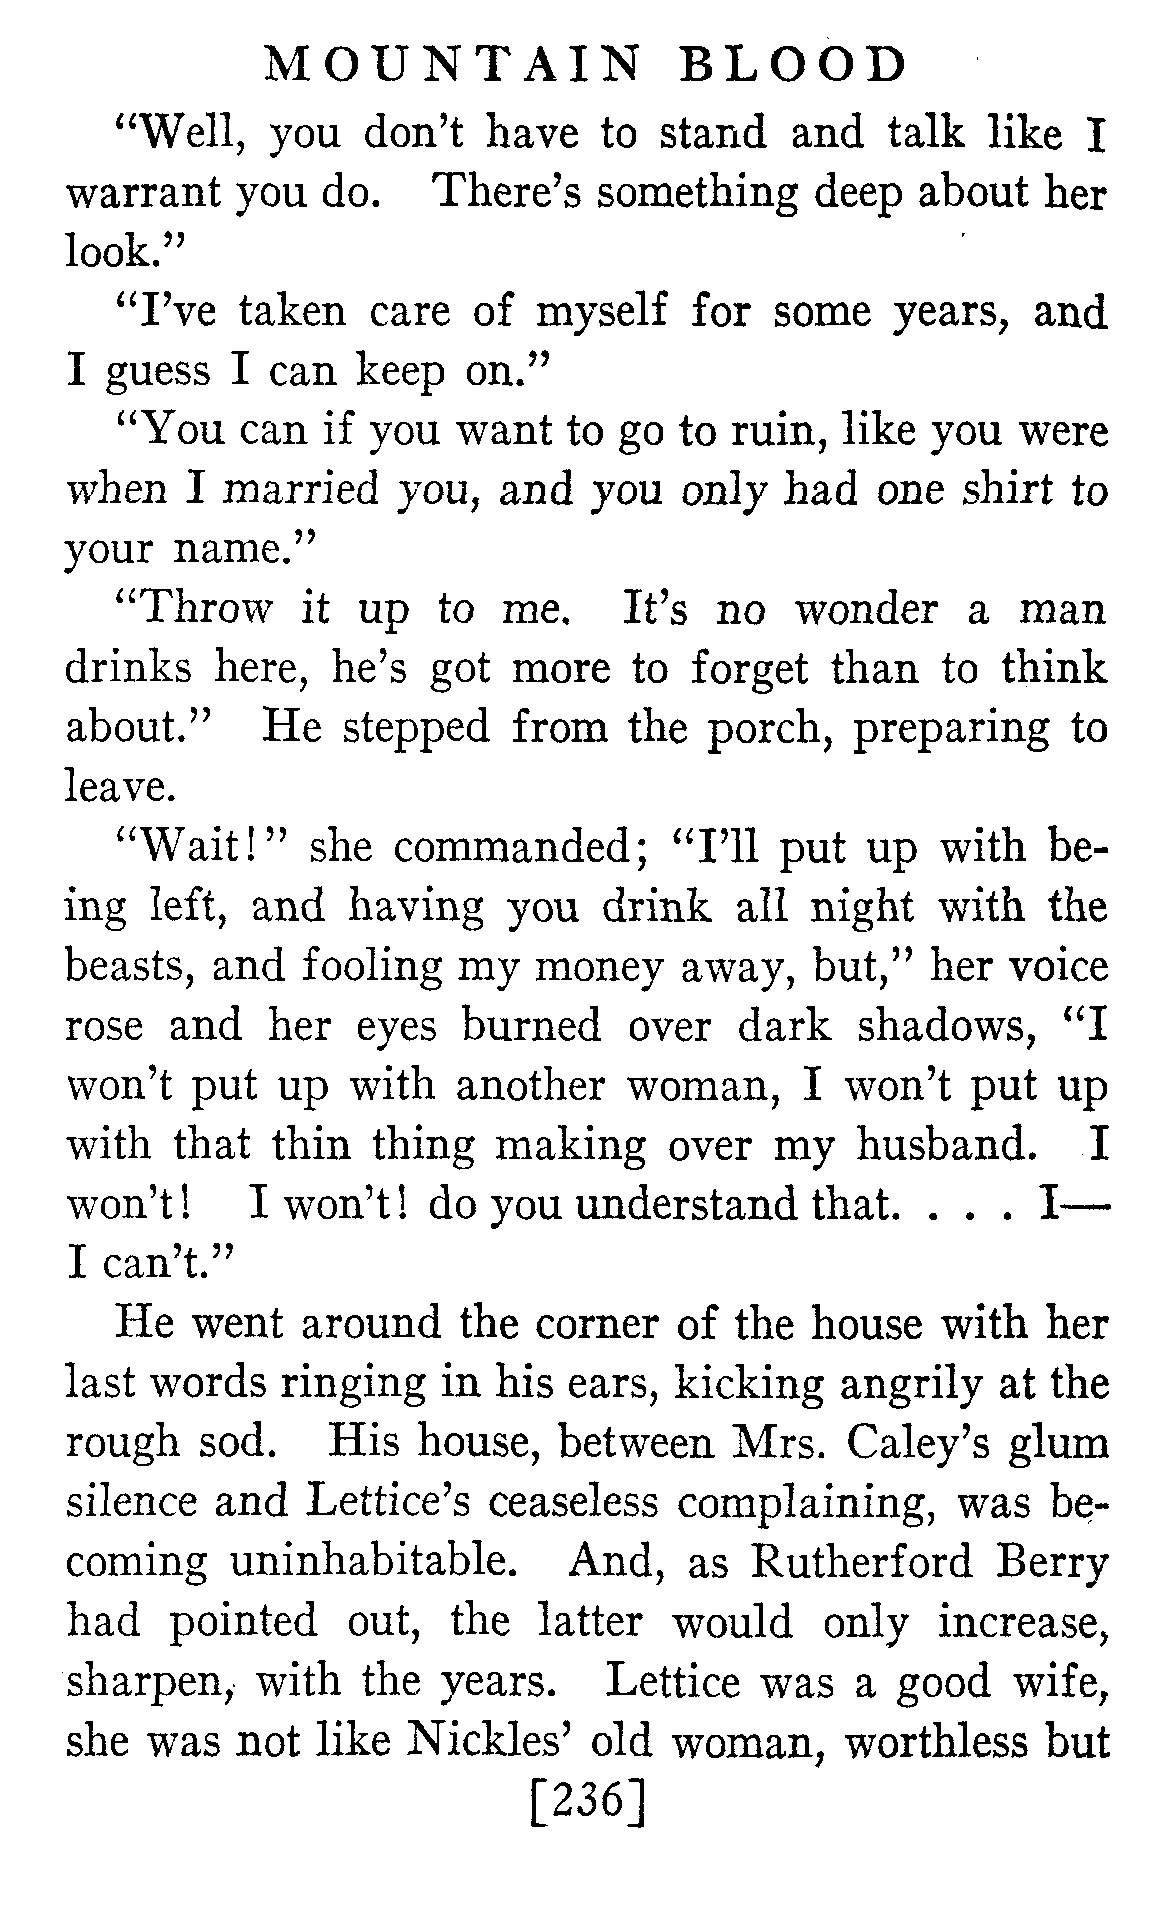 MOUNTAIN BLOOD
“Well, you don’t have to stand and talk like I
warrant you do. There’s something deep about her
look.”
“I’ve taken care of myself for some years, and
I guess I can keep on.”
“You can if you want to go to ruin, like you were
when I married you, and you only had one shirt to
your name.”
“Throw it up to me. It’s no wonder a man
drinks here, he’s got more to forget than to think
about.” He stepped from the porch, preparing to
leave.
“Wait!” she commanded; “I’ll put up with be-
ing left, and having you drink all night with the
beasts, and fooling my money away, but,” her voice
rose and her eyes burned over dark shadows, “I
won’t put up with another woman, I won’t put up
with that thin thing making over my husband. I
won’t! I won’t! do you understand that. . . . I—
I can’t.”
He went around the corner of the house with her
last words ringing in his ears, kicking angrily at the
rough sod. His house, between Mrs. Caley’s glum
silence and Lettice’s ceaseless complaining, was be-
coming uninhabitable. And, as Rutherford Berry
had pointed out, the latter would only increase,
sharpen, with the years. Lettice was a good wife,
she was not like Nickles’ old woman, worthless but
[236]